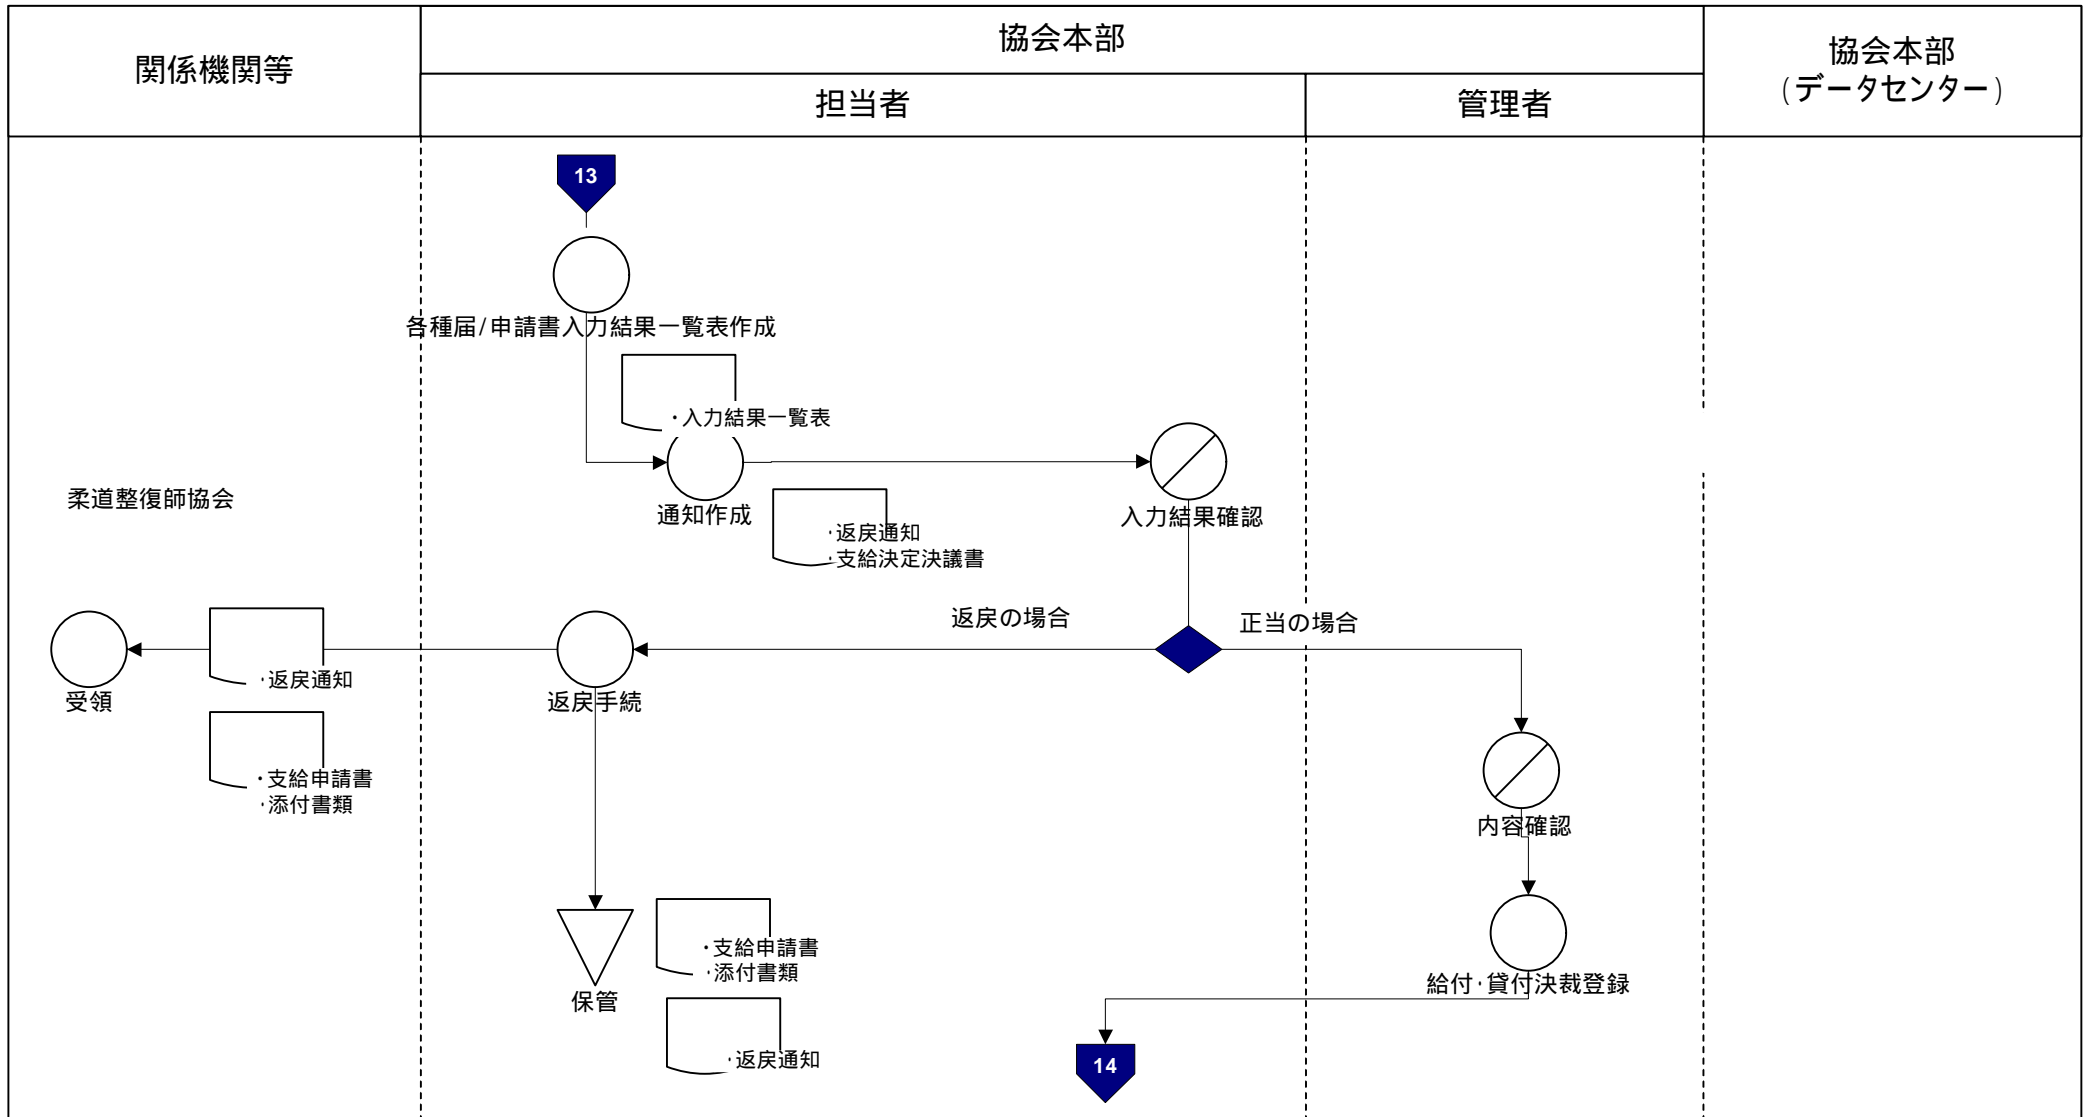 関係機関等
協会本部
担当者
管理者
協会本部
(データセンター)
13
各種届/申請書入力結果一覧表作成
・入力結果一覧表
柔道整復師協会
通知作成
・返戻通知
・支給決定決議書
入力結果確認
返戻の場合
正当の場合
・返戻通知
受領
返戻手続
・支給申請書
・添付書類
内容確認
・支給申請書
・添付書類
保管
給付・貸付決裁登録
・返戻通知
14